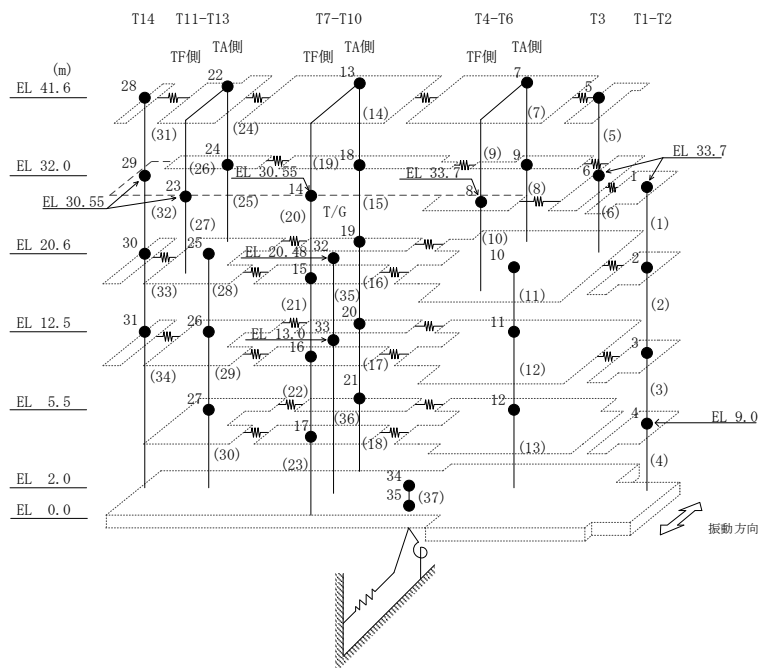 T14 T11-T13 T7-T10 T4-T6 T3 T1-T2
TF側 TA側 TF側 TA側 TF側 TA側
(m)
EL 41.6
28 22 13 7 5
(31) (24) (14) (7) (5)
EL 32.0
29 24 18 9 6 EL 33.7
(26) (19) (9)
EL 30.55 EL 33.7
EL 30.55 23 14 8 1
(32) (25) (15) (8) (6)
(27) (20) T/G (1)
EL 20.6
30 25 32 19 (10)
EL 20.48 15 10 2
(33) (28) (35) (16) (11) (2)
(21)
EL 12.5
31 26 33 20 11
EL 13.0 16 3
(34) (29) (17) (12) (3)
EL 5.5
27 (22) 21 12 4 EL 9.0
17 (36)
(30) (18) (13) (4)
(23)
EL 2.0
34
35 (37)
EL 0.0
振動方向